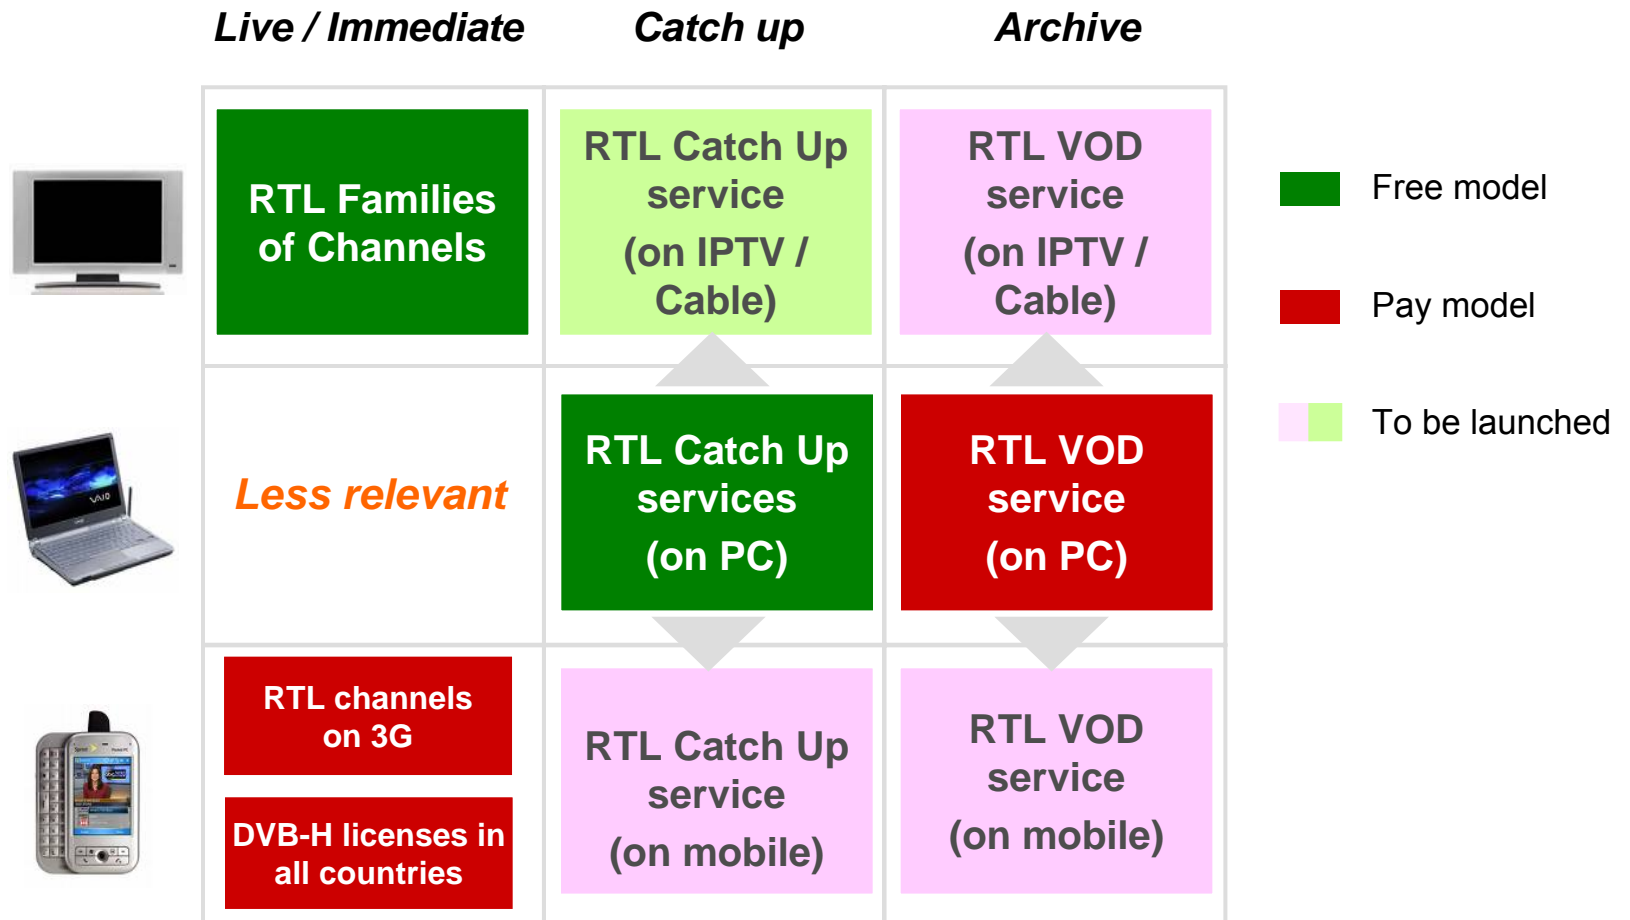 Live / Immediate
Catch up
Archive
RTL Families
of Channels
RTL Catch Up
service
(on IPTV /
Cable)
RTL VOD
service
(on IPTV /
Cable)
Free model
Pay model
To be launched
Less relevant
RTL Catch Up
services
(on PC)
RTL VOD
service
(on PC)
VAIO
RTL channels
on 3G
DVB-H licenses in
all countries
RTL Catch Up
service
(on mobile)
RTL VOD
service
(on mobile)
Sprint